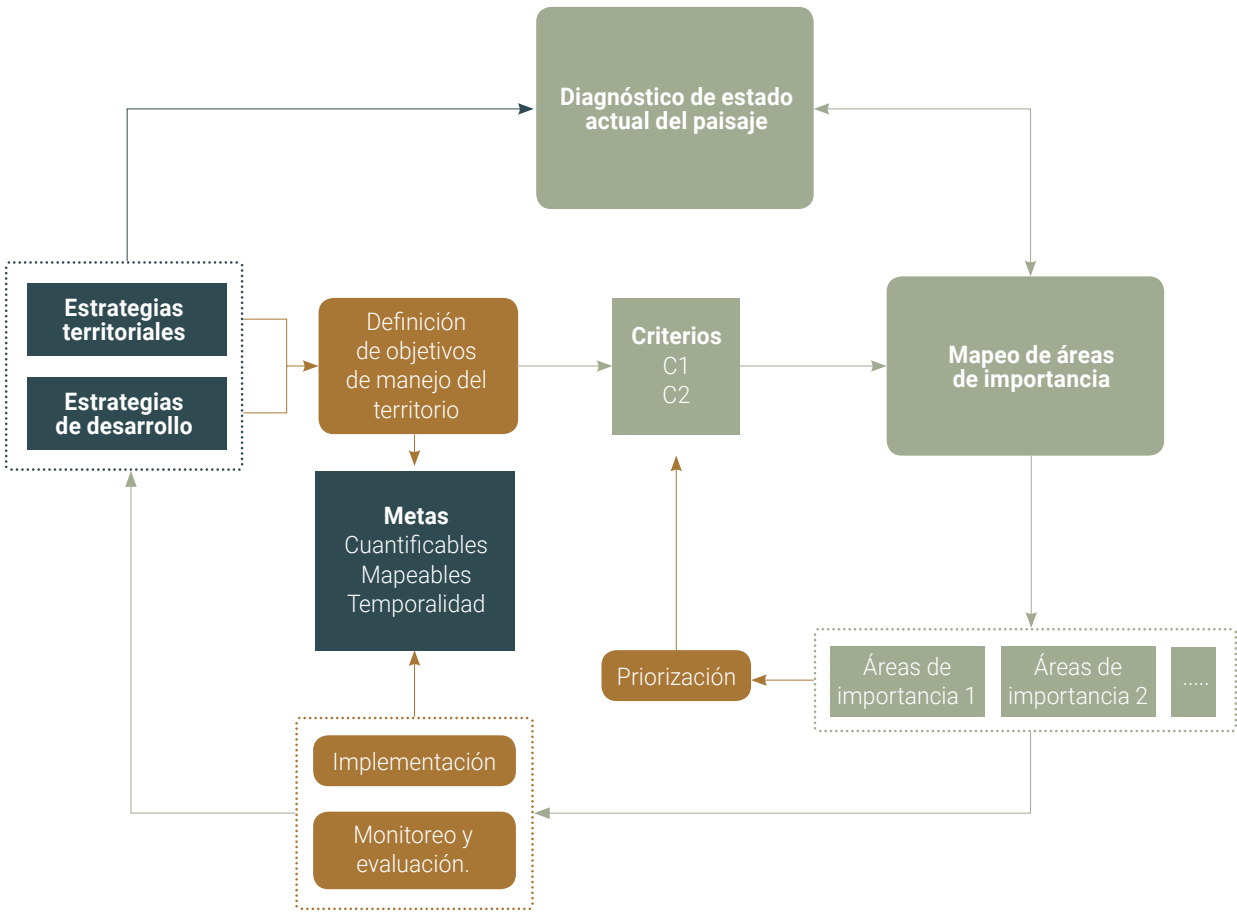 Diagnóstico de estado
actual del paisaje
Estrategias
territoriales
Estrategias
de desarrollo
Definición
de objetivos
de manejo del
territorio
Criterios
C1
C2
Mapeo de áreas
de importancia
Metas
Cuantificables
Mapeables
Temporalidad
Priorización
Áreas de
importancia 1
Áreas de
importancia 2
.....
Implementación
Monitoreo y
evaluación.